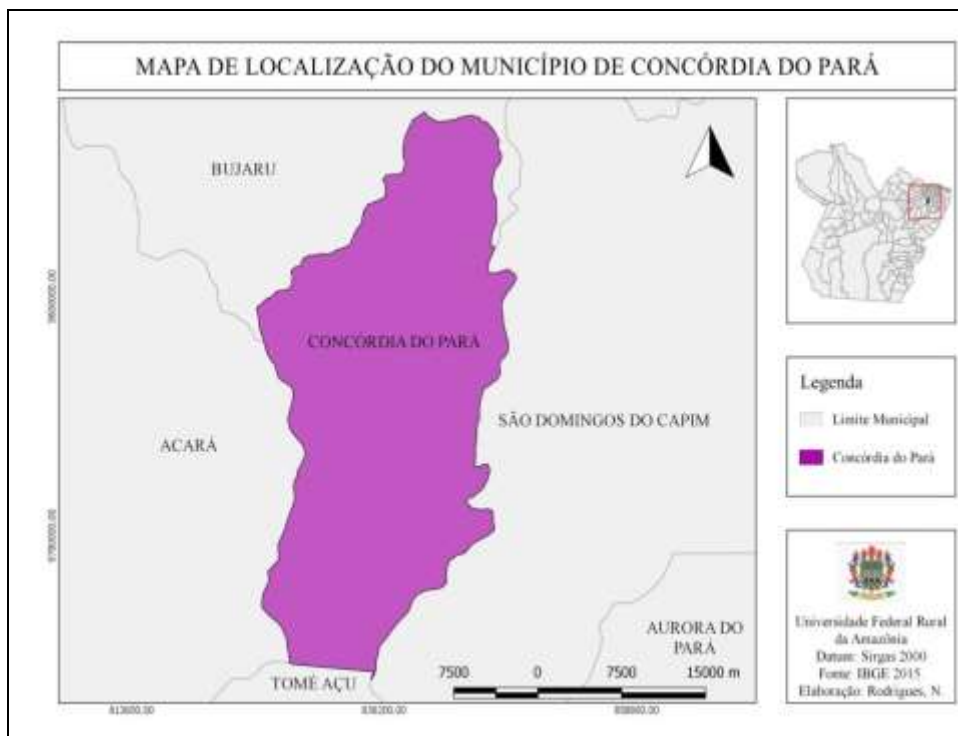 MAPA DE LOCALIZAÇÃO DO MUNICÍPIO DE CONCÓRDIA DO PARÁ
BUJARU
CONCÓRDIA DO PARÁ
ACARÁ
SÃO DOMINGOS DO CAPIM
AURORA DO
PARÁ
TOMÉ AÇU
7500 0 7500 15000 m
Legenda
Limite Municipal
Concórdia do Pará
Universidade Federal Rural
da Amazônia
Datum: Sirgas 2000
Fonte: IBGE 2015
Elaboração: Rodrigues, N.